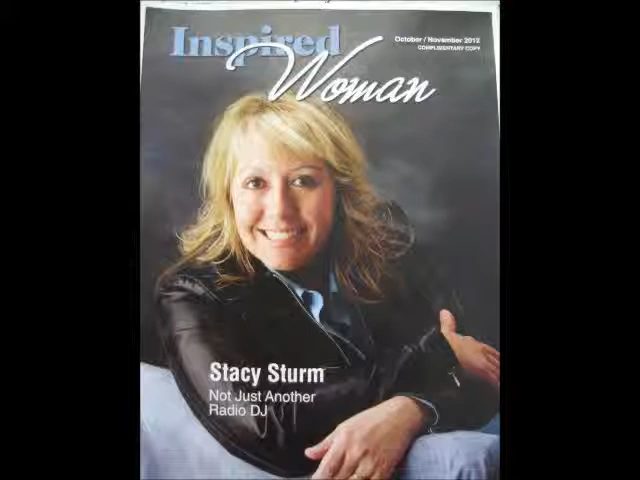 Inspired
Woman
October / November 2012
COMPLIMENTARY COPY
Stacy Sturm
Not Just Another
Radio DJ